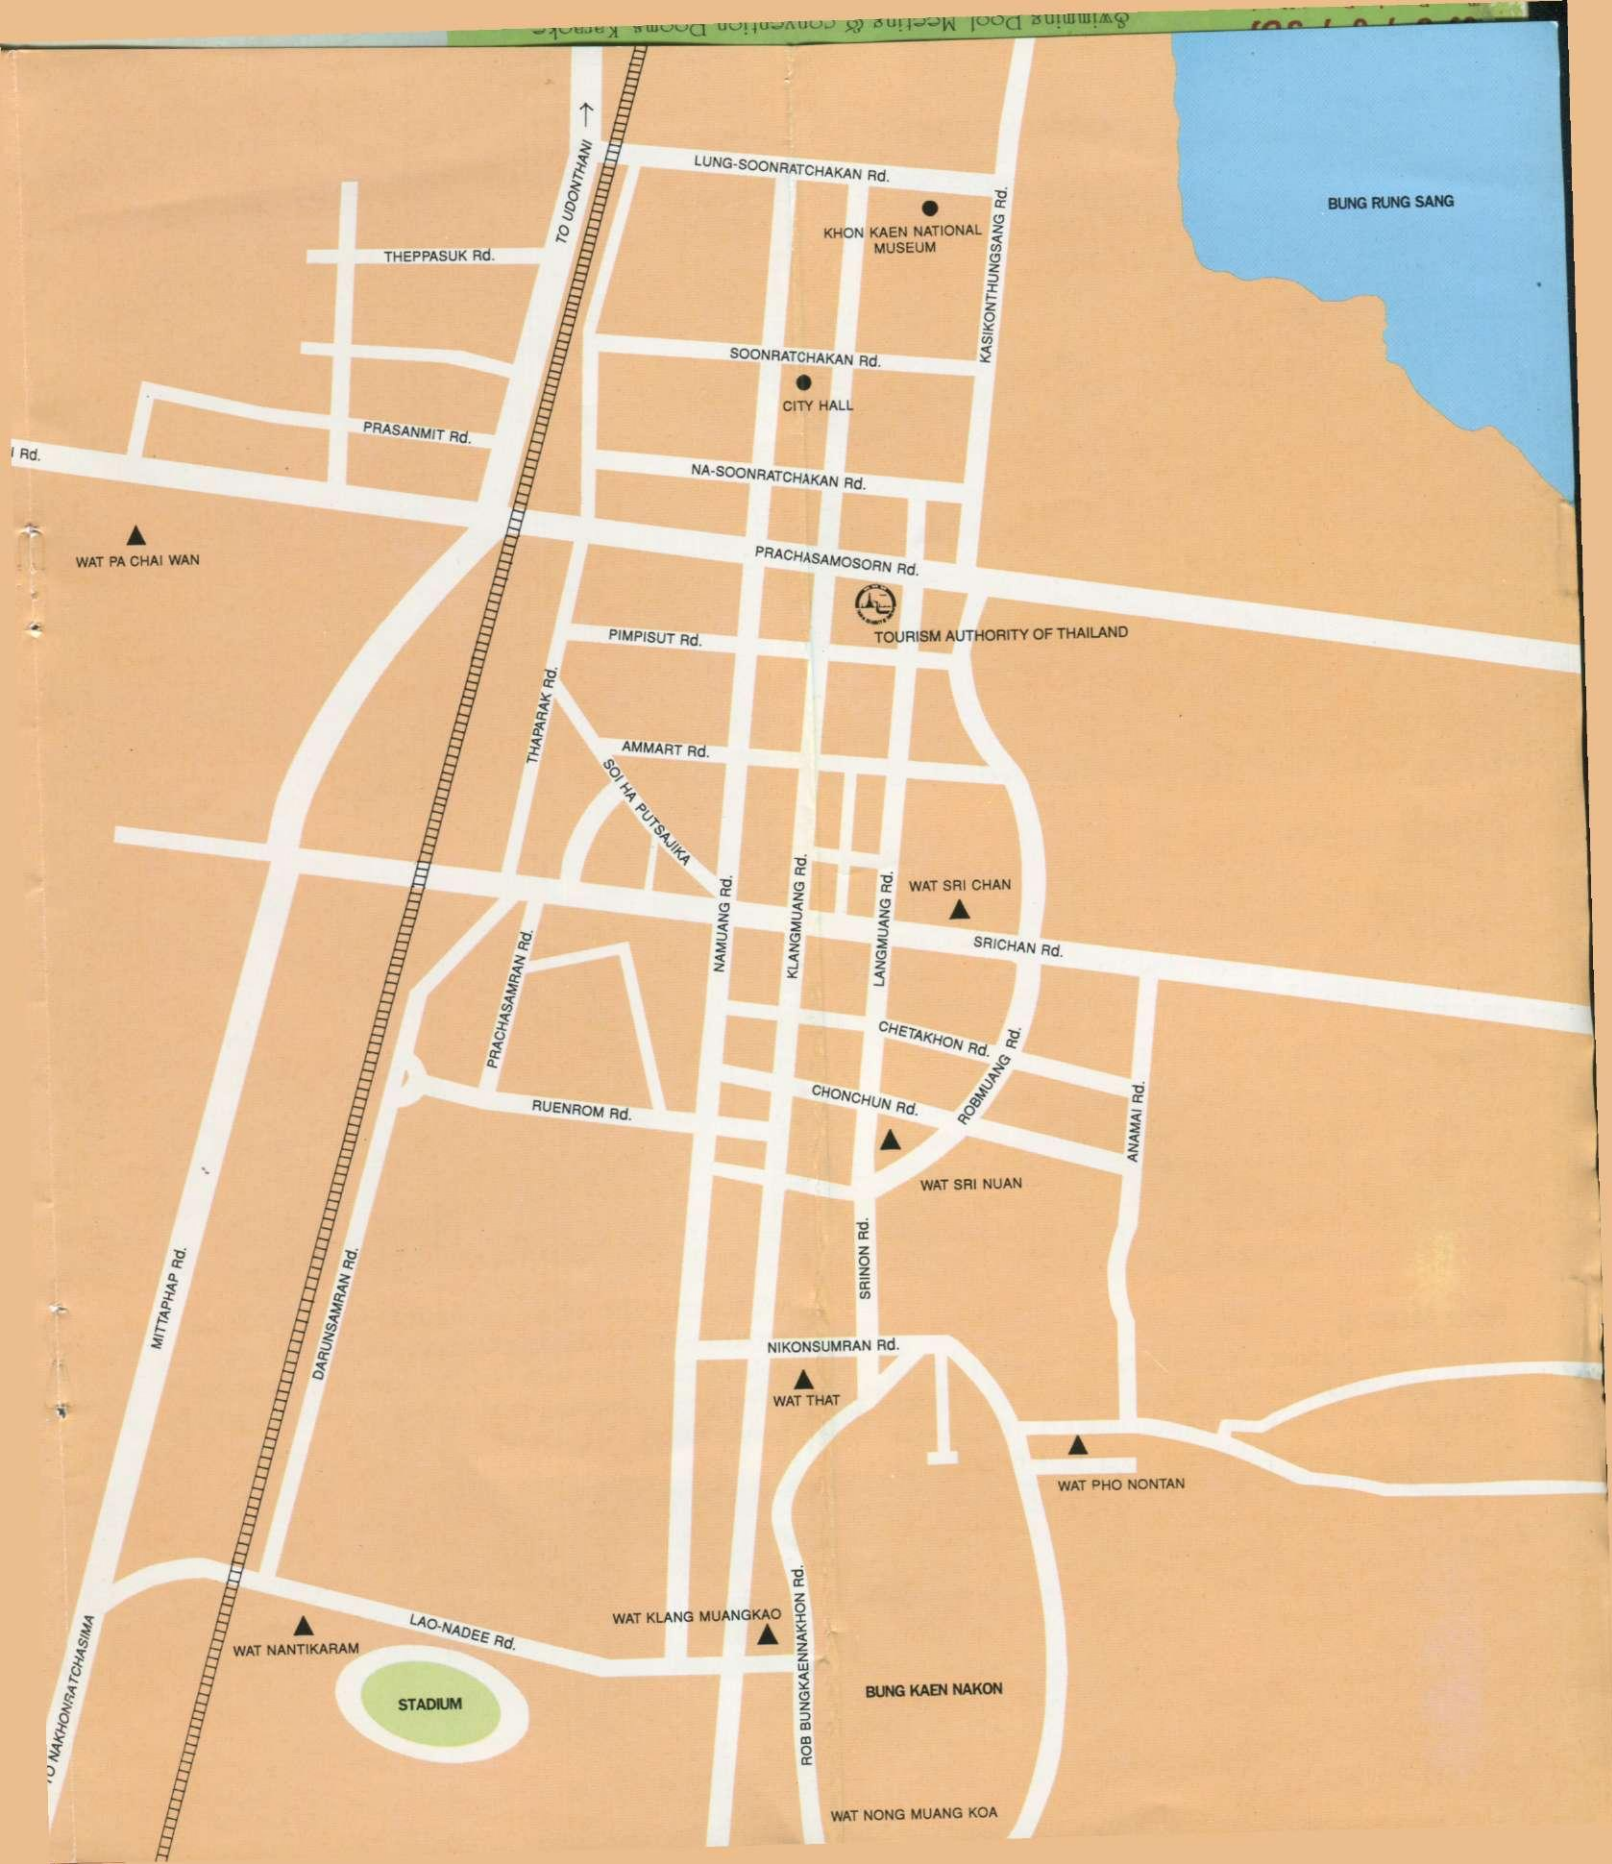 Swimming Pool Meeting & Convention Rooms Karaoke
TO UDONTHANI →
LUNG-SOONRATCHAKAN Rd.
BUNG RUNG SANG
KHON KAEN NATIONAL
MUSEUM
KASIKONTHUNGSANG Rd.
THEPPASUK Rd.
SOONRATCHAKAN Rd.
CITY HALL
PRASANMIT Rd.
I Rd.
NA-SOONRATCHAKAN Rd.
WAT PA CHAI WAN
PRACHASAMOSORN Rd.
TOURISM AUTHORITY OF THAILAND
PIMPISUT Rd.
THAPARAK Rd.
AMMART Rd.
SOI HA PUTSAJIKA
NAMUANG Rd.
KLANGMUANG Rd.
LANGMUANG Rd.
WAT SRI CHAN
SRICHAN Rd.
PRACHASAMRAN Rd.
CHETAKHON Rd.
ROBMUANG Rd.
CHONCHUN Rd.
RUENROM Rd.
ANAMAI Rd.
WAT SRI NUAN
MITTAPHAP Rd.
DARUNSAMRAN Rd.
SRINON Rd.
NIKONSUMRAN Rd.
WAT THAT
WAT PHO NONTAN
WAT KLANG MUANGKAO
LAO-NADEE Rd.
WAT NANTIKARAM
ROB BUNGKAENNAKHON Rd.
STADIUM
BUNG KAEN NAKON
TO NAKHONRATCHASIMA
WAT NONG MUANG KOA